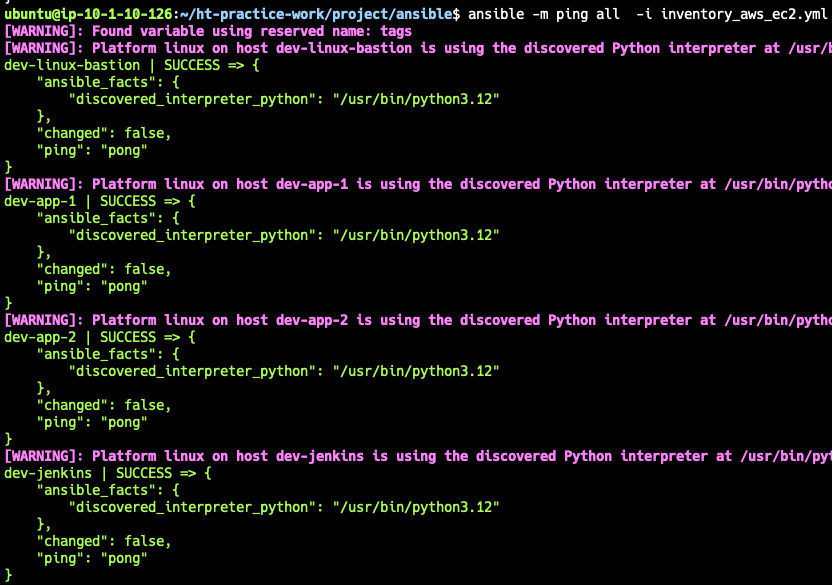 ubuntu@ip-10-1-10-126:~/ht-practice-work/project/ansible$ ansible -m ping all  -i inventory_aws_ec2.yml
[WARNING]: Found variable using reserved name: tags
[WARNING]: Platform linux on host dev-linux-bastion is using the discovered Python interpreter at /usr/b
dev-linux-bastion | SUCCESS => {
    "ansible_facts": {
        "discovered_interpreter_python": "/usr/bin/python3.12"
    },
    "changed": false,
    "ping": "pong"
}
[WARNING]: Platform linux on host dev-app-1 is using the discovered Python interpreter at /usr/bin/pytho
dev-app-1 | SUCCESS => {
    "ansible_facts": {
        "discovered_interpreter_python": "/usr/bin/python3.12"
    },
    "changed": false,
    "ping": "pong"
}
[WARNING]: Platform linux on host dev-app-2 is using the discovered Python interpreter at /usr/bin/pytho
dev-app-2 | SUCCESS => {
    "ansible_facts": {
        "discovered_interpreter_python": "/usr/bin/python3.12"
    },
    "changed": false,
    "ping": "pong"
}
[WARNING]: Platform linux on host dev-jenkins is using the discovered Python interpreter at /usr/bin/pyt
dev-jenkins | SUCCESS => {
    "ansible_facts": {
        "discovered_interpreter_python": "/usr/bin/python3.12"
    },
    "changed": false,
    "ping": "pong"
}